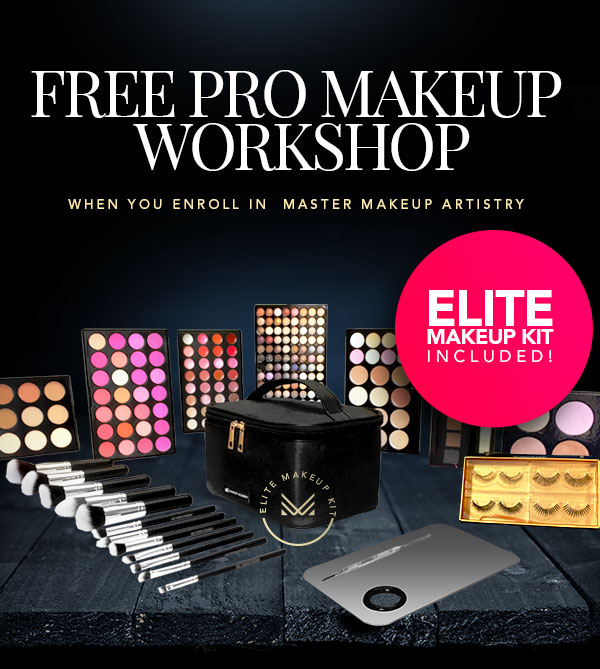 FREE PRO MAKEUP
WORKSHOP
WHEN YOU ENROLL IN MASTER MAKEUP ARTISTRY
ELITE
MAKEUP KIT
INCLUDED!
ELITE MAKEUP KIT